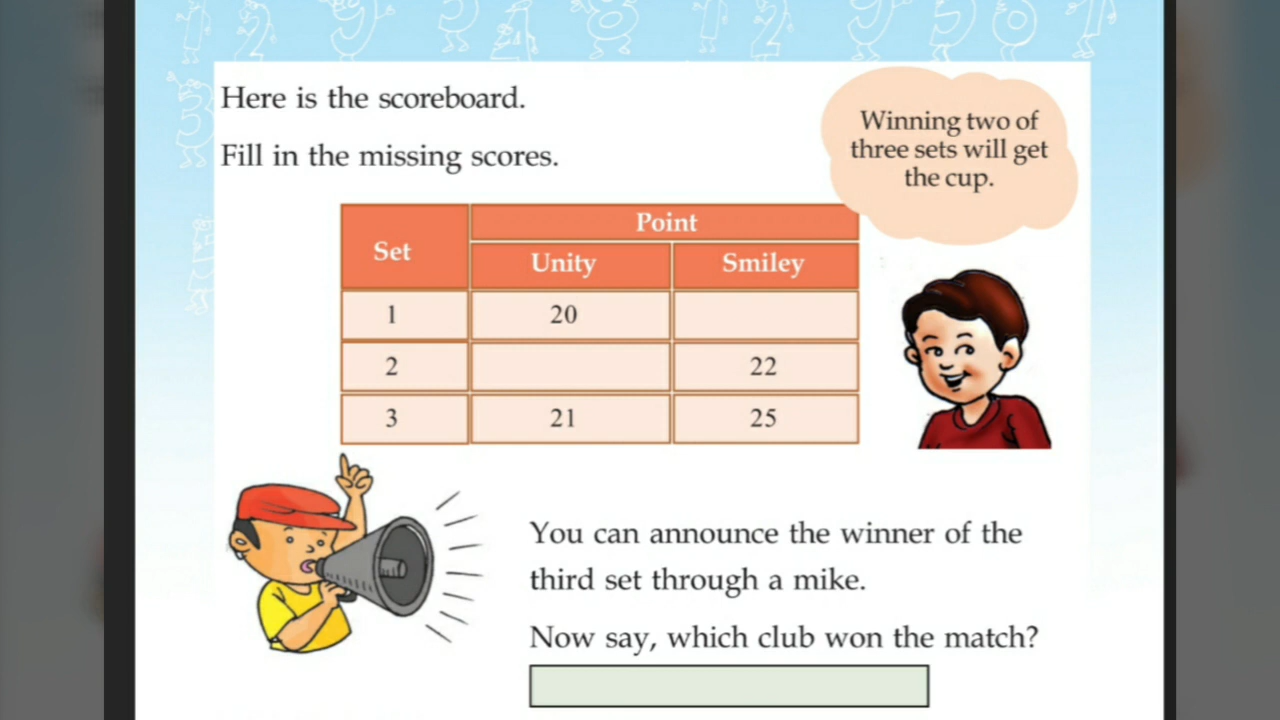 Here is the scoreboard.
Fill in the missing scores.
Winning two of
three sets will get
the cup.
Set
Point
Unity
Smiley
1
20
2
22
3
21
25
You can announce the winner of the
third set through a mike.
Now say, which club won the match?